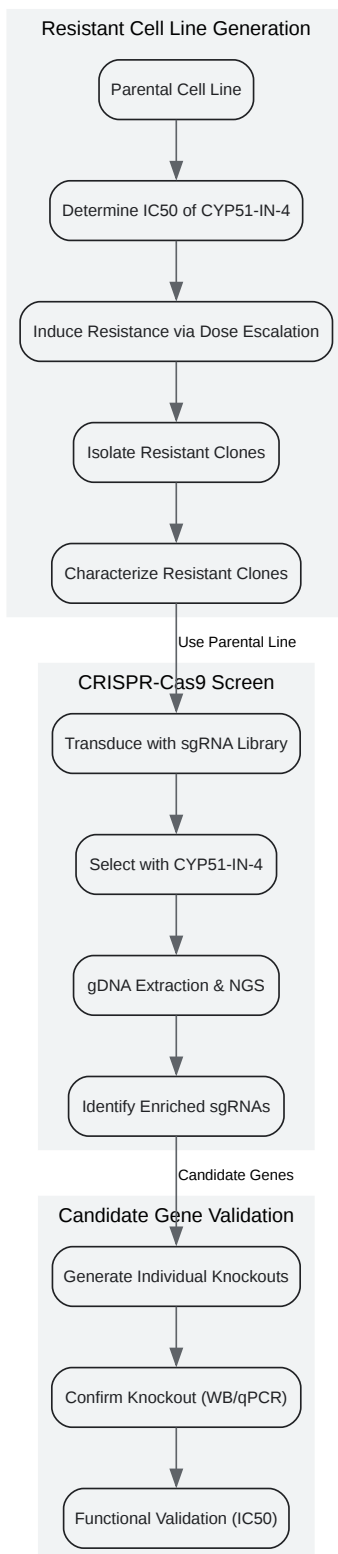 Resistant Cell Line Generation
Parental Cell Line
Determine IC50 of CYP51-IN-4
Induce Resistance via Dose Escalation
Isolate Resistant Clones
Characterize Resistant Clones
Use Parental Line
CRISPR-Cas9 Screen
Transduce with sgRNA Library
Select with CYP51-IN-4
gDNA Extraction & NGS
Identify Enriched sgRNAs
Candidate Genes
Candidate Gene Validation
Generate Individual Knockouts
Confirm Knockout (WB/qPCR)
Functional Validation (IC50)